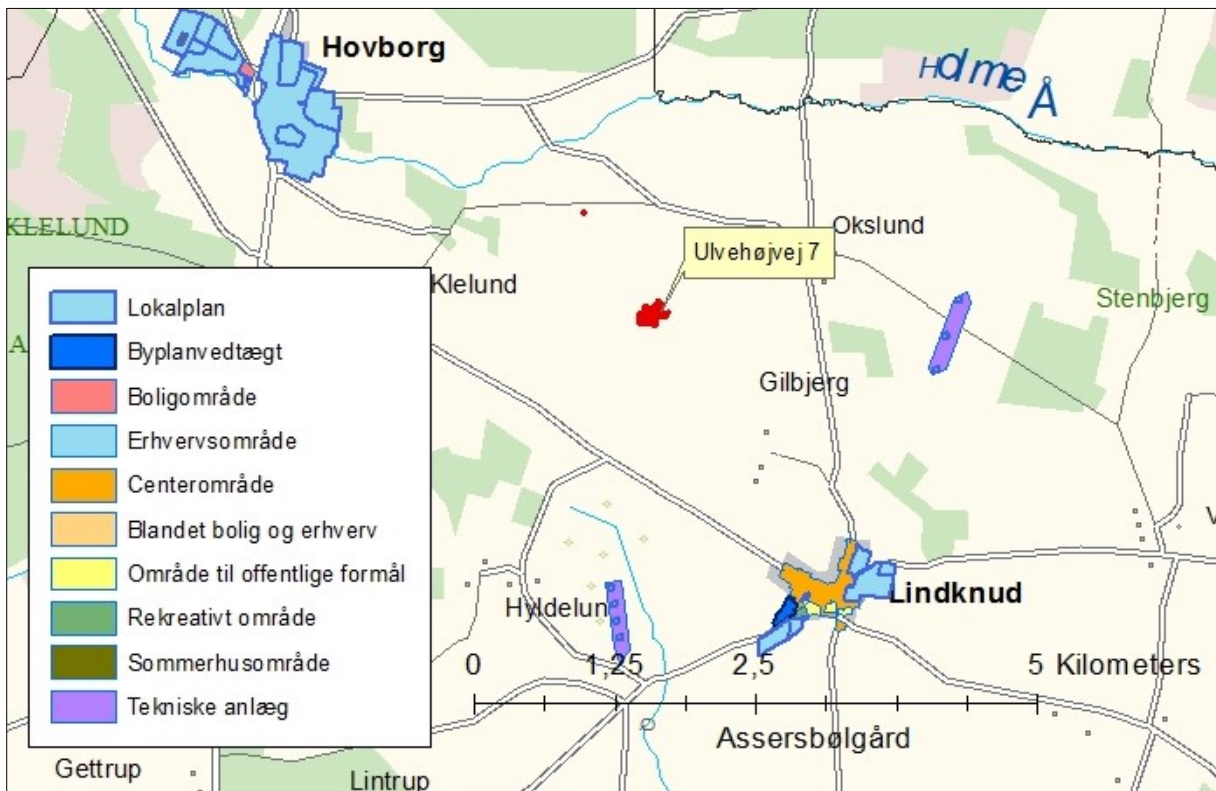 Hovborg
Holme Å
KLELUND
Okslund
Ulvehøjvej 7
Klelund
Stenbjerg
A
Gilbjerg
Lokalplan
Byplanvedtægt
Boligområde
Erhvervsområde
Centerområde
Blandet bolig og erhverv
Område til offentlige formål
Rekreativt område
Sommerhusområde
Tekniske anlæg
V
Hyldelun
Lindknud
0 1,25 2,5 5 Kilometers
Assersbølgård
Gettrup
Lintrup